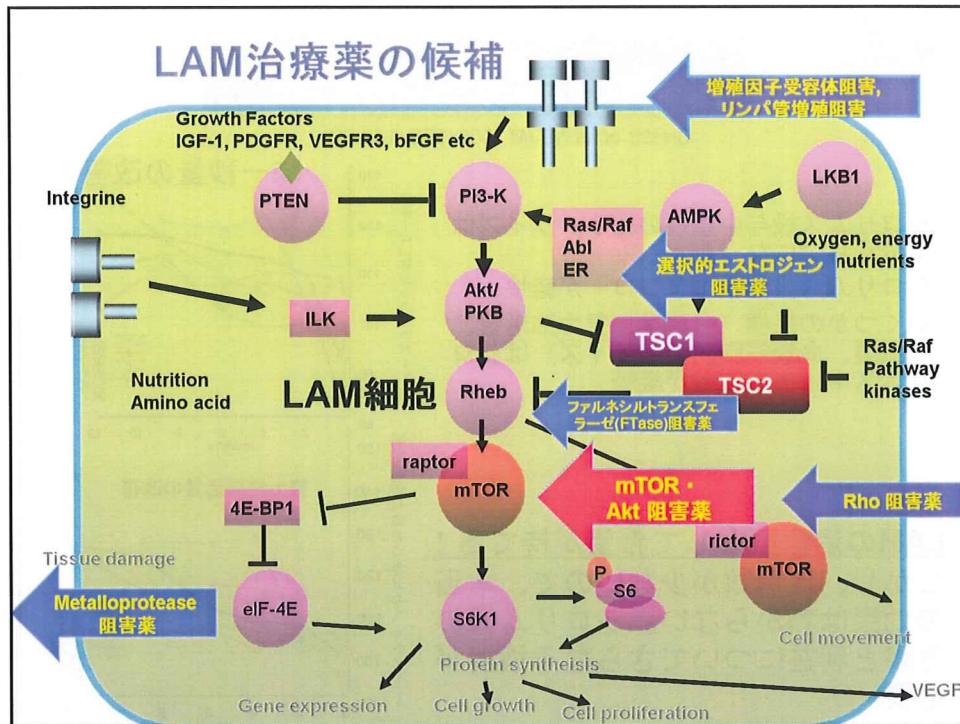 LAM治療薬の候補
増殖因子受容体阻害,
リンパ管増殖阻害
Growth Factors
IGF-1, PDGFR, VEGFR3, bFGF etc
Integrine
PTEN
PI3-K
Ras/Raf
Abl
ER
AMPK
LKB1
Oxygen, energy
nutrients
選択的エストロジェン
阻害薬
ILK
Akt/
PKB
TSC1
TSC2
Ras/Raf
Pathway
kinases
Nutrition
Amino acid
LAM細胞
Rheb
ファルネシルトランスフェ
ラーゼ(FTase)阻害薬
raptor
mTOR
mTOR・
Akt 阻害薬
Rho 阻害薬
4E-BP1
rictor
mTOR
Tissue damage
Metalloprotease
阻害薬
eIF-4E
S6K1
P
S6
Cell movement
Protein syntheisis
VEGF
Gene expression
Cell growth
Cell proliferation